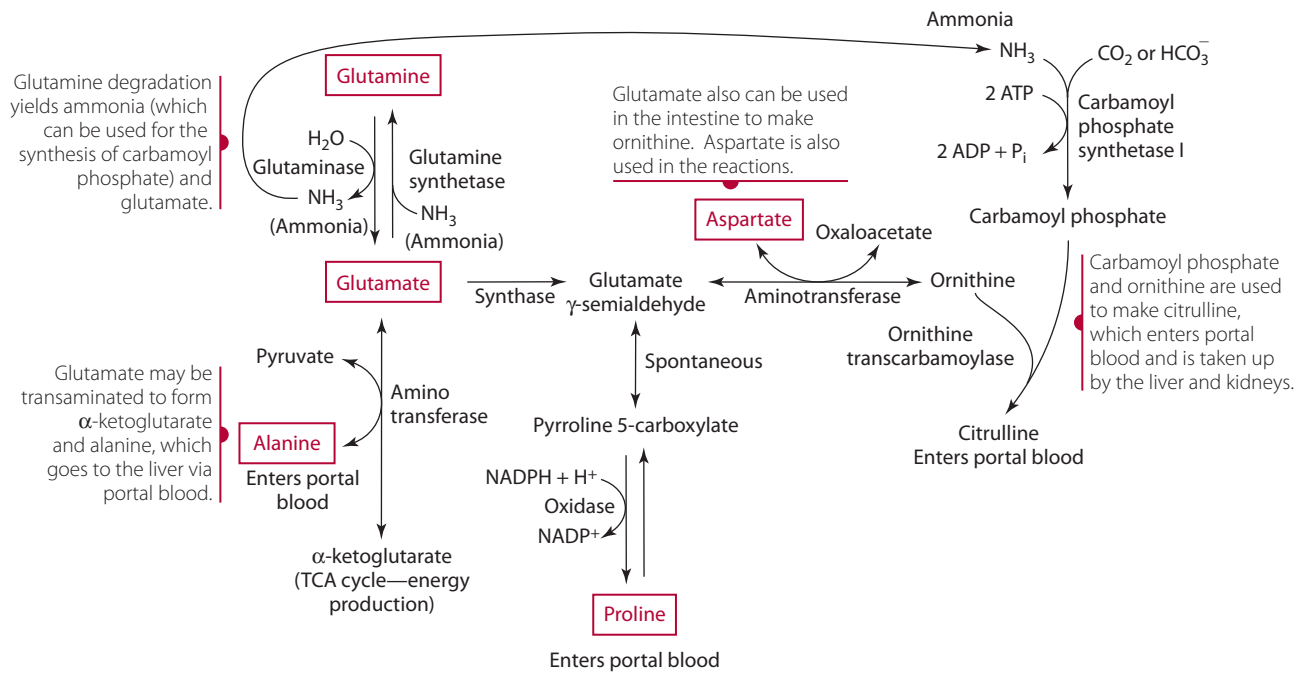 Ammonia
NH3
CO2 or HCO3−
2 ATP
Carbamoyl
phosphate
synthetase I
2 ADP + Pi
Carbamoyl phosphate
Glutamine degradation
yields ammonia (which
can be used for the
synthesis of carbamoyl
phosphate) and
glutamate.
Glutamine
H2O
Glutaminase
NH3
(Ammonia)
Glutamine
synthetase
NH3
(Ammonia)
Glutamate also can be used
in the intestine to make
ornithine. Aspartate is also
used in the reactions.
Aspartate
Oxaloacetate
Glutamate
Synthase
Glutamate
γ-semialdehyde
Aminotransferase
Ornithine
Carbamoyl phosphate
and ornithine are used
to make citrulline,
which enters portal
blood and is taken up
by the liver and kidneys.
Ornithine
transcarbamoylase
Citrulline
Enters portal blood
Glutamate may be
transaminated to form
α-ketoglutarate
and alanine, which
goes to the liver via
portal blood.
Pyruvate
Amino
transferase
Alanine
Enters portal
blood
α-ketoglutarate
(TCA cycle—energy
production)
Spontaneous
Pyrroline 5-carboxylate
NADPH + H+
Oxidase
NADP+
Proline
Enters portal blood